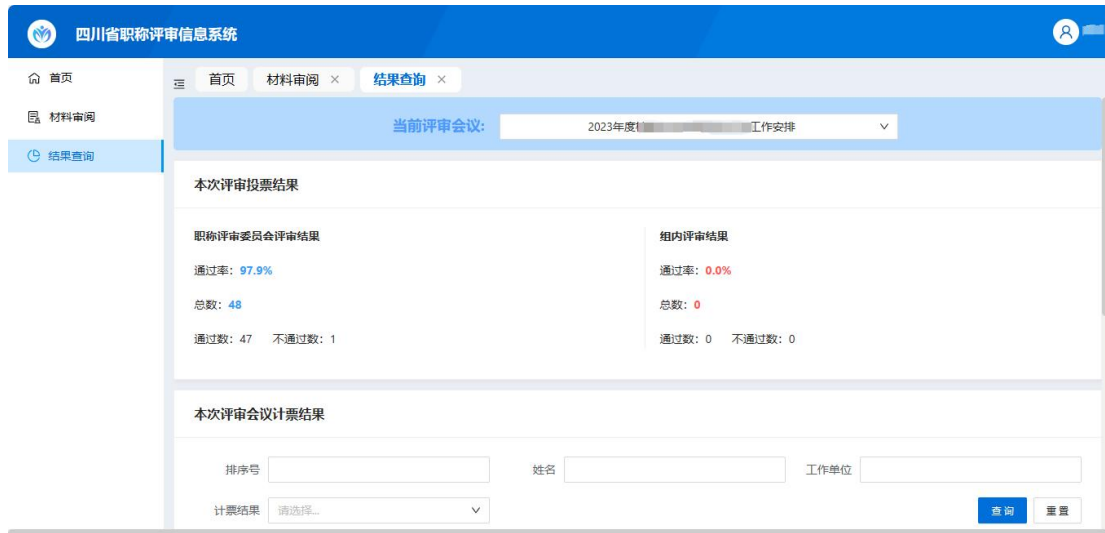 四川省职称评审信息系统
首页
材料审阅
结果查询
首页 材料审阅 × 结果查询 ×
当前评审会议: 2023年度 工作安排
本次评审投票结果
职称评审委员会评审结果
通过率: 97.9%
总数: 48
通过数: 47 不通过数: 1
组内评审结果
通过率: 0.0%
总数: 0
通过数: 0 不通过数: 0
本次评审会议计票结果
排序号 姓名 工作单位
计票结果 请选择... 查询 重置